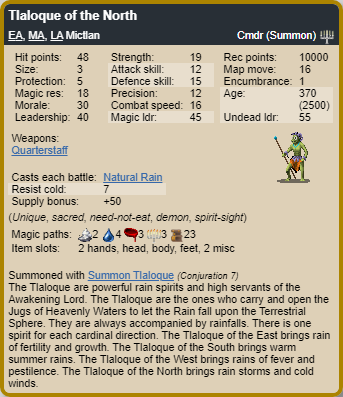 Tlaloque of the North
EA, MA, LA Mictlan Cmdr (Summon)
Hit points: 48 Strength: 19 Rec points: 10000
Size: 3 Attack skill: 12 Map move: 16
Protection: 5 Defence skill: 15 Encumbrance: 1
Magic res: 18 Precision: 12 Age: 370
Morale: 30 Combat speed: 16 (2500)
Leadership: 40 Magic ldr: 45 Undead ldr: 55
Weapons:
Quarterstaff
Casts each battle: Natural Rain
Resist cold: 7
Supply bonus: +50
(Unique, sacred, need-not-eat, demon, spirit-sight)
Magic paths: 2 4 3 3 23
Item slots: 2 hands, head, body, feet, 2 misc
Summoned with Summon Tlaloque (Conjuration 7)
The Tlaloque are powerful rain spirits and high servants of the
Awakening Lord. The Tlaloque are the ones who carry and open the
Jugs of Heavenly Waters to let the Rain fall upon the Terrestrial
Sphere. They are always accompanied by rainfalls. There is one
spirit for each cardinal direction. The Tlaloque of the East brings rain
of fertility and growth. The Tlaloque of the South brings warm
summer rains. The Tlaloque of the West brings rains of fever and
pestilence. The Tlaloque of the North brings rain storms and cold
winds.